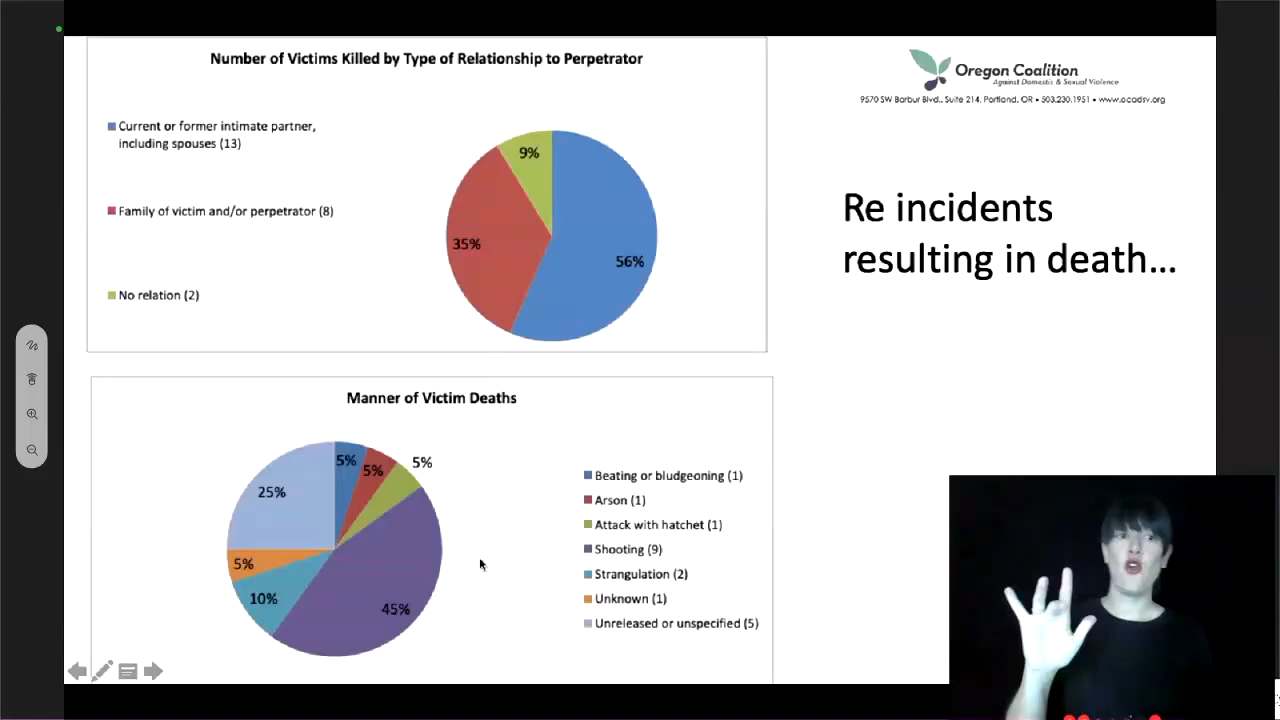 Number of Victims Killed by Type of Relationship to Perpetrator
Current or former intimate partner,
including spouses (13)
Family of victim and/or perpetrator (8)
No relation (2)
9%
35%
56%
Oregon Coalition
Against Domestic & Sexual Violence
9570 SW Barbur Blvd., Suite 214, Portland, OR • 503.230.1951 • www.ocadsv.org
Re incidents
resulting in death...
Manner of Victim Deaths
5%
5%
5%
25%
5%
10%
45%
Beating or bludgeoning (1)
Arson (1)
Attack with hatchet (1)
Shooting (9)
Strangulation (2)
Unknown (1)
Unreleased or unspecified (5)